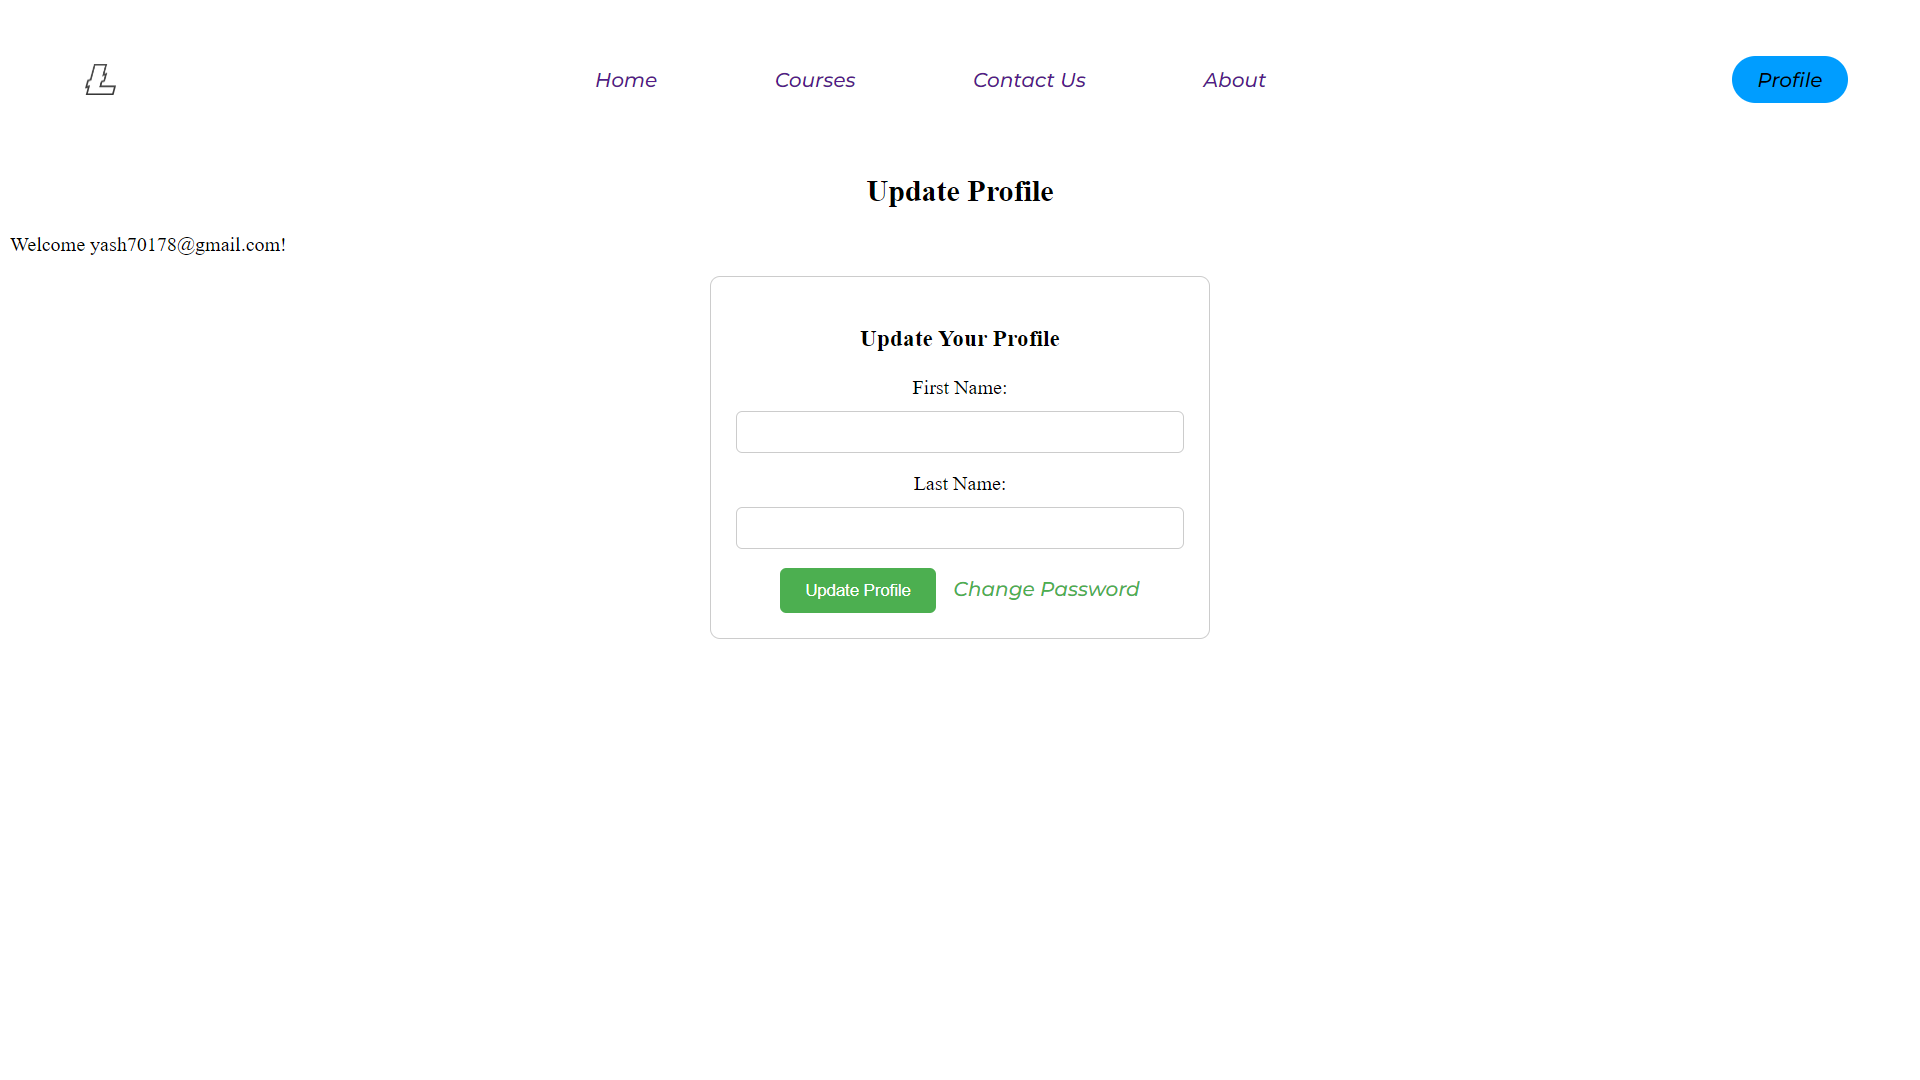 Ł
Home Courses Contact Us About Profile
Update Profile
Welcome yash70178@gmail.com!
Update Your Profile
First Name:
Last Name:
Update Profile Change Password